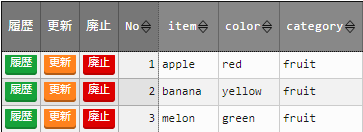 履歴 更新 廃止 No item color category
履歴 更新 廃止 1 apple red fruit
履歴 更新 廃止 2 banana yellow fruit
履歴 更新 廃止 3 melon green fruit